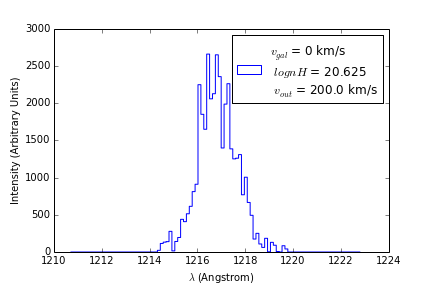 3000
2500
2000
1500
1000
500
0
Intensity (Arbitrary Units)
v_gal = 0 km/s
lognH = 20.625
v_out = 200.0 km/s
1210 1212 1214 1216 1218 1220 1222 1224
λ (Angstrom)